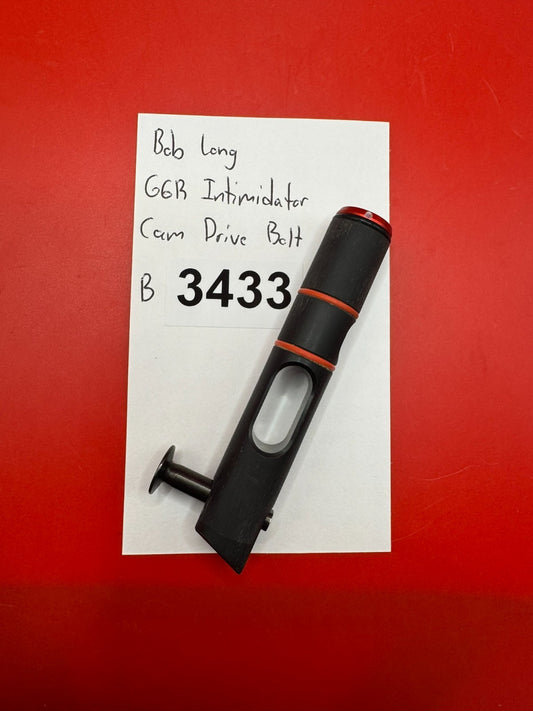 Bob Long
G6R Intimidator
Cam Drive Bolt
B 3433